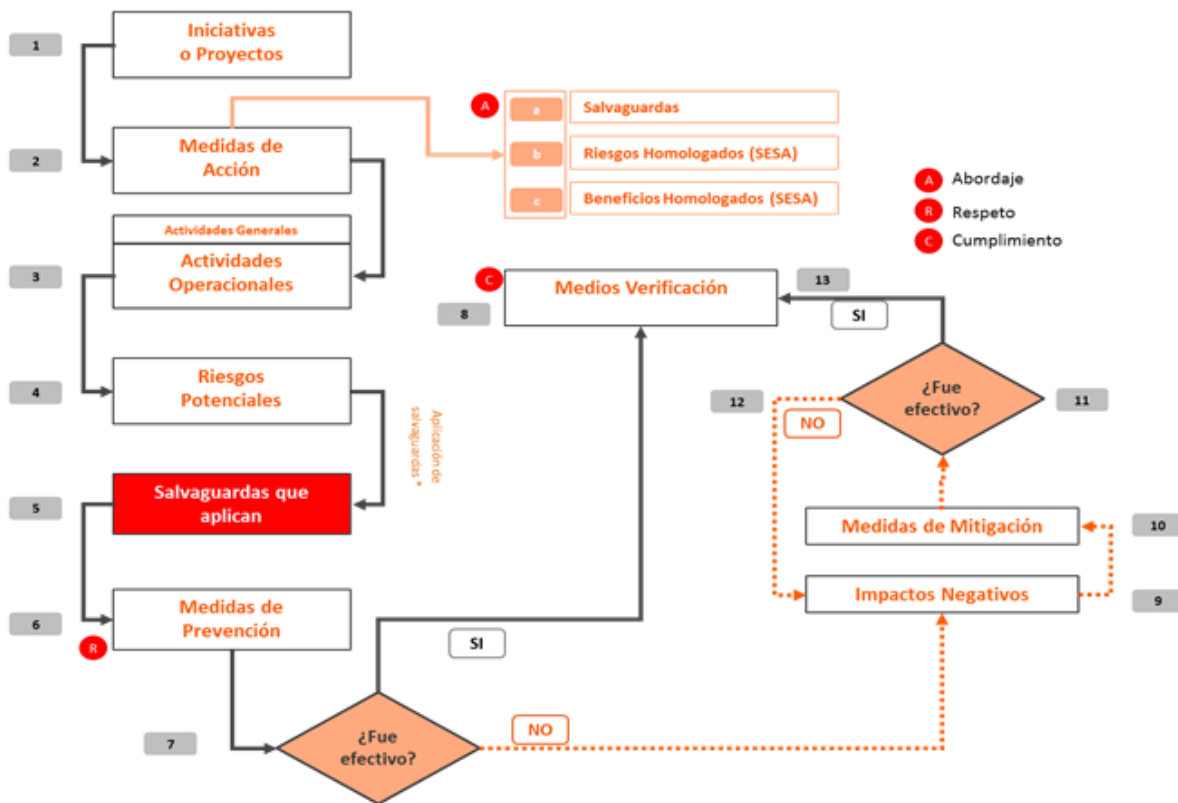 1
Iniciativas
o Proyectos
2
Medidas de
Acción
A
a
Salvaguardas
b
Riesgos Homologados (SESA)
c
Beneficios Homologados (SESA)
A Abordaje
R Respeto
C Cumplimiento
Actividades Generales
3
Actividades
Operacionales
C
Medios Verificación
8
13
SI
4
Riesgos
Potenciales
Aplicación de
salvaguardas *
¿Fue
efectivo?
11
12
NO
5
Salvaguardas que
aplican
Medidas de Mitigación
10
6
Medidas de
Prevención
R
Impactos Negativos
9
SI
7
¿Fue
efectivo?
NO